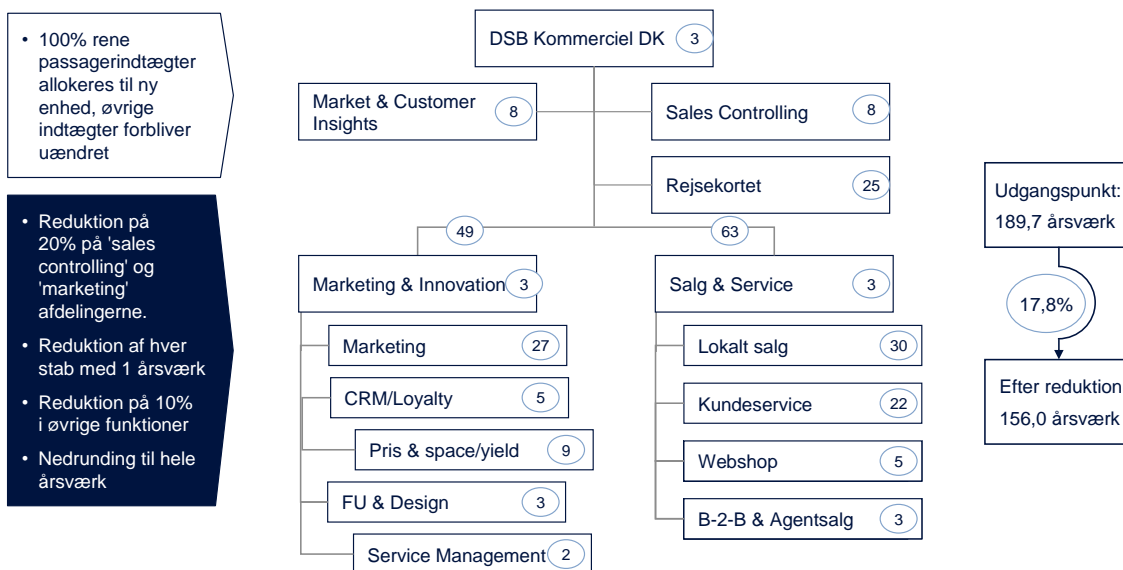 • 100% rene
passagerindtægter
allokeres til ny
enhed, øvrige
indtægter forbliver
uændret
• Reduktion på
20% på 'sales
controlling' og
'marketing'
afdelingerne.
• Reduktion af hver
stab med 1 årsværk
• Reduktion på 10%
i øvrige funktioner
• Nedrunding til hele
årsværk
DSB Kommerciel DK 3
Market & Customer
Insights 8
Sales Controlling 8
Rejsekortet 25
49
63
Marketing & Innovation 3
Marketing 27
CRM/Loyalty 5
Pris & space/yield 9
FU & Design 3
Service Management 2
Salg & Service 3
Lokalt salg 30
Kundeservice 22
Webshop 5
B-2-B & Agentsalg 3
Udgangspunkt:
189,7 årsværk
17,8%
Efter reduktion:
156,0 årsværk